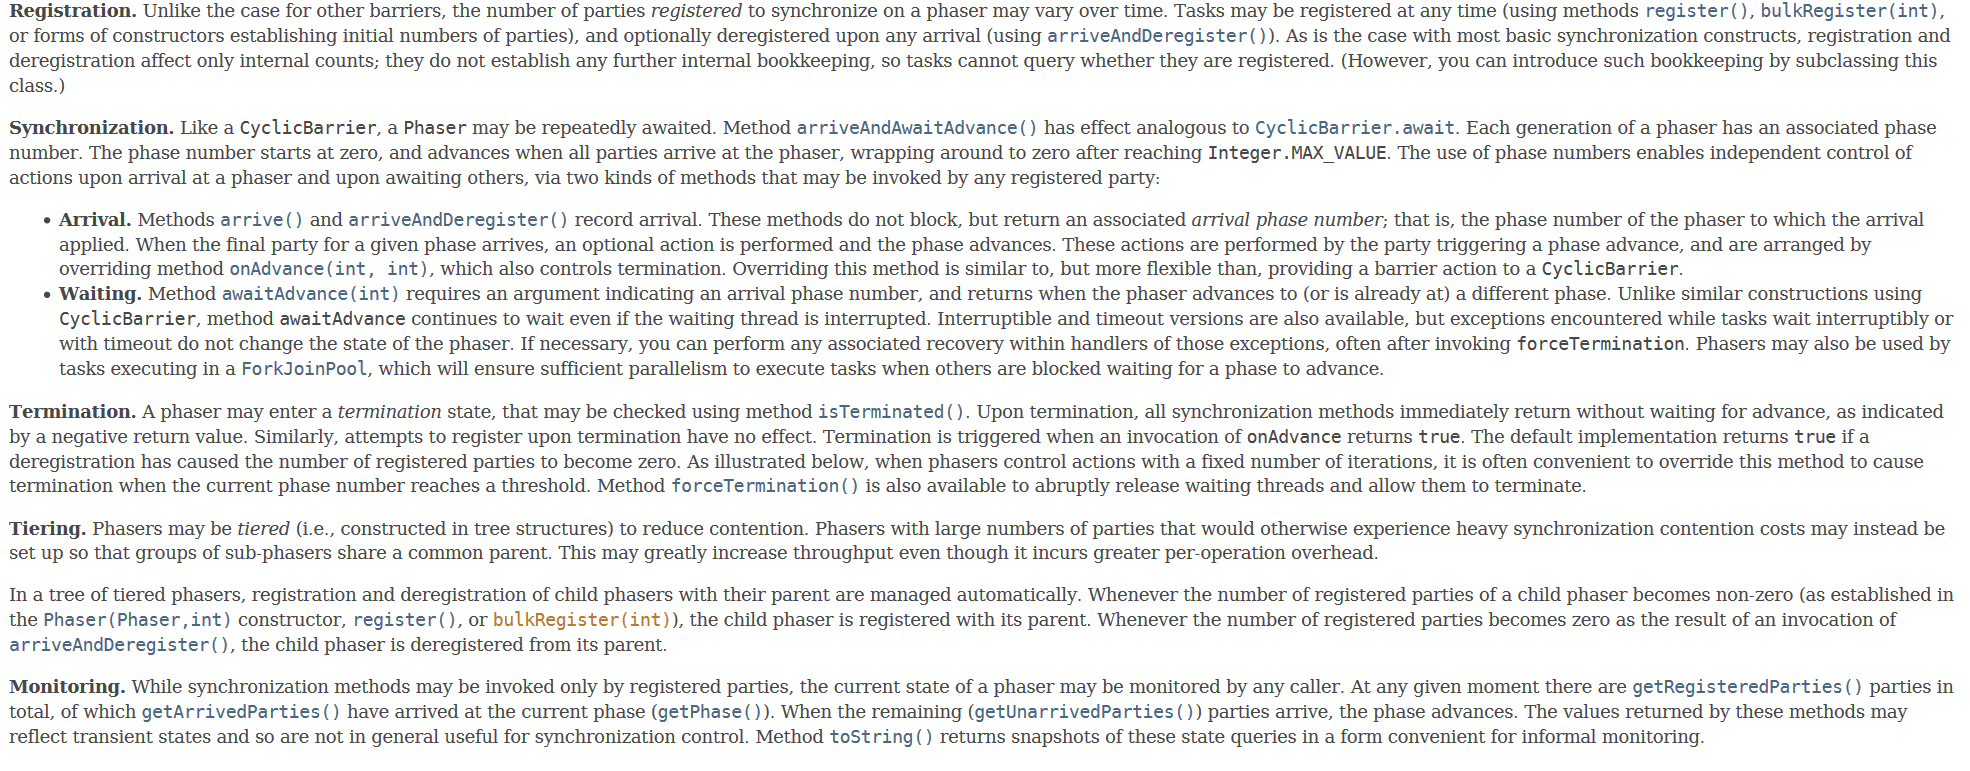 Registration. Unlike the case for other barriers, the number of parties registered to synchronize on a phaser may vary over time. Tasks may be registered at any time (using methods register(), bulkRegister(int),
or forms of constructors establishing initial numbers of parties), and optionally deregistered upon any arrival (using arriveAndDeregister()). As is the case with most basic synchronization constructs, registration and
deregistration affect only internal counts; they do not establish any further internal bookkeeping, so tasks cannot query whether they are registered. (However, you can introduce such bookkeeping by subclassing this
class.)
Synchronization. Like a CyclicBarrier, a Phaser may be repeatedly awaited. Method arriveAndAwaitAdvance() has effect analogous to CyclicBarrier.await. Each generation of a phaser has an associated phase
number. The phase number starts at zero, and advances when all parties arrive at the phaser, wrapping around to zero after reaching Integer.MAX_VALUE. The use of phase numbers enables independent control of
actions upon arrival at a phaser and upon awaiting others, via two kinds of methods that may be invoked by any registered party:
• Arrival. Methods arrive() and arriveAndDeregister() record arrival. These methods do not block, but return an associated arrival phase number; that is, the phase number of the phaser to which the arrival
applied. When the final party for a given phase arrives, an optional action is performed and the phase advances. These actions are performed by the party triggering a phase advance, and are arranged by
overriding method onAdvance(int, int), which also controls termination. Overriding this method is similar to, but more flexible than, providing a barrier action to a CyclicBarrier.
• Waiting. Method awaitAdvance(int) requires an argument indicating an arrival phase number, and returns when the phaser advances to (or is already at) a different phase. Unlike similar constructions using
CyclicBarrier, method awaitAdvance continues to wait even if the waiting thread is interrupted. Interruptible and timeout versions are also available, but exceptions encountered while tasks wait interruptibly or
with timeout do not change the state of the phaser. If necessary, you can perform any associated recovery within handlers of those exceptions, often after invoking forceTermination. Phasers may also be used by
tasks executing in a ForkJoinPool, which will ensure sufficient parallelism to execute tasks when others are blocked waiting for a phase to advance.
Termination. A phaser may enter a termination state, that may be checked using method isTerminated(). Upon termination, all synchronization methods immediately return without waiting for advance, as indicated
by a negative return value. Similarly, attempts to register upon termination have no effect. Termination is triggered when an invocation of onAdvance returns true. The default implementation returns true if a
deregistration has caused the number of registered parties to become zero. As illustrated below, when phasers control actions with a fixed number of iterations, it is often convenient to override this method to cause
termination when the current phase number reaches a threshold. Method forceTermination() is also available to abruptly release waiting threads and allow them to terminate.
Tiering. Phasers may be tiered (i.e., constructed in tree structures) to reduce contention. Phasers with large numbers of parties that would otherwise experience heavy synchronization contention costs may instead be
set up so that groups of sub-phasers share a common parent. This may greatly increase throughput even though it incurs greater per-operation overhead.
In a tree of tiered phasers, registration and deregistration of child phasers with their parent are managed automatically. Whenever the number of registered parties of a child phaser becomes non-zero (as established in
the Phaser(Phaser,int) constructor, register(), or bulkRegister(int)), the child phaser is registered with its parent. Whenever the number of registered parties becomes zero as the result of an invocation of
arriveAndDeregister(), the child phaser is deregistered from its parent.
Monitoring. While synchronization methods may be invoked only by registered parties, the current state of a phaser may be monitored by any caller. At any given moment there are getRegisteredParties() parties in
total, of which getArrivedParties() have arrived at the current phase (getPhase()). When the remaining (getUnarrivedParties()) parties arrive, the phase advances. The values returned by these methods may
reflect transient states and so are not in general useful for synchronization control. Method toString() returns snapshots of these state queries in a form convenient for informal monitoring.